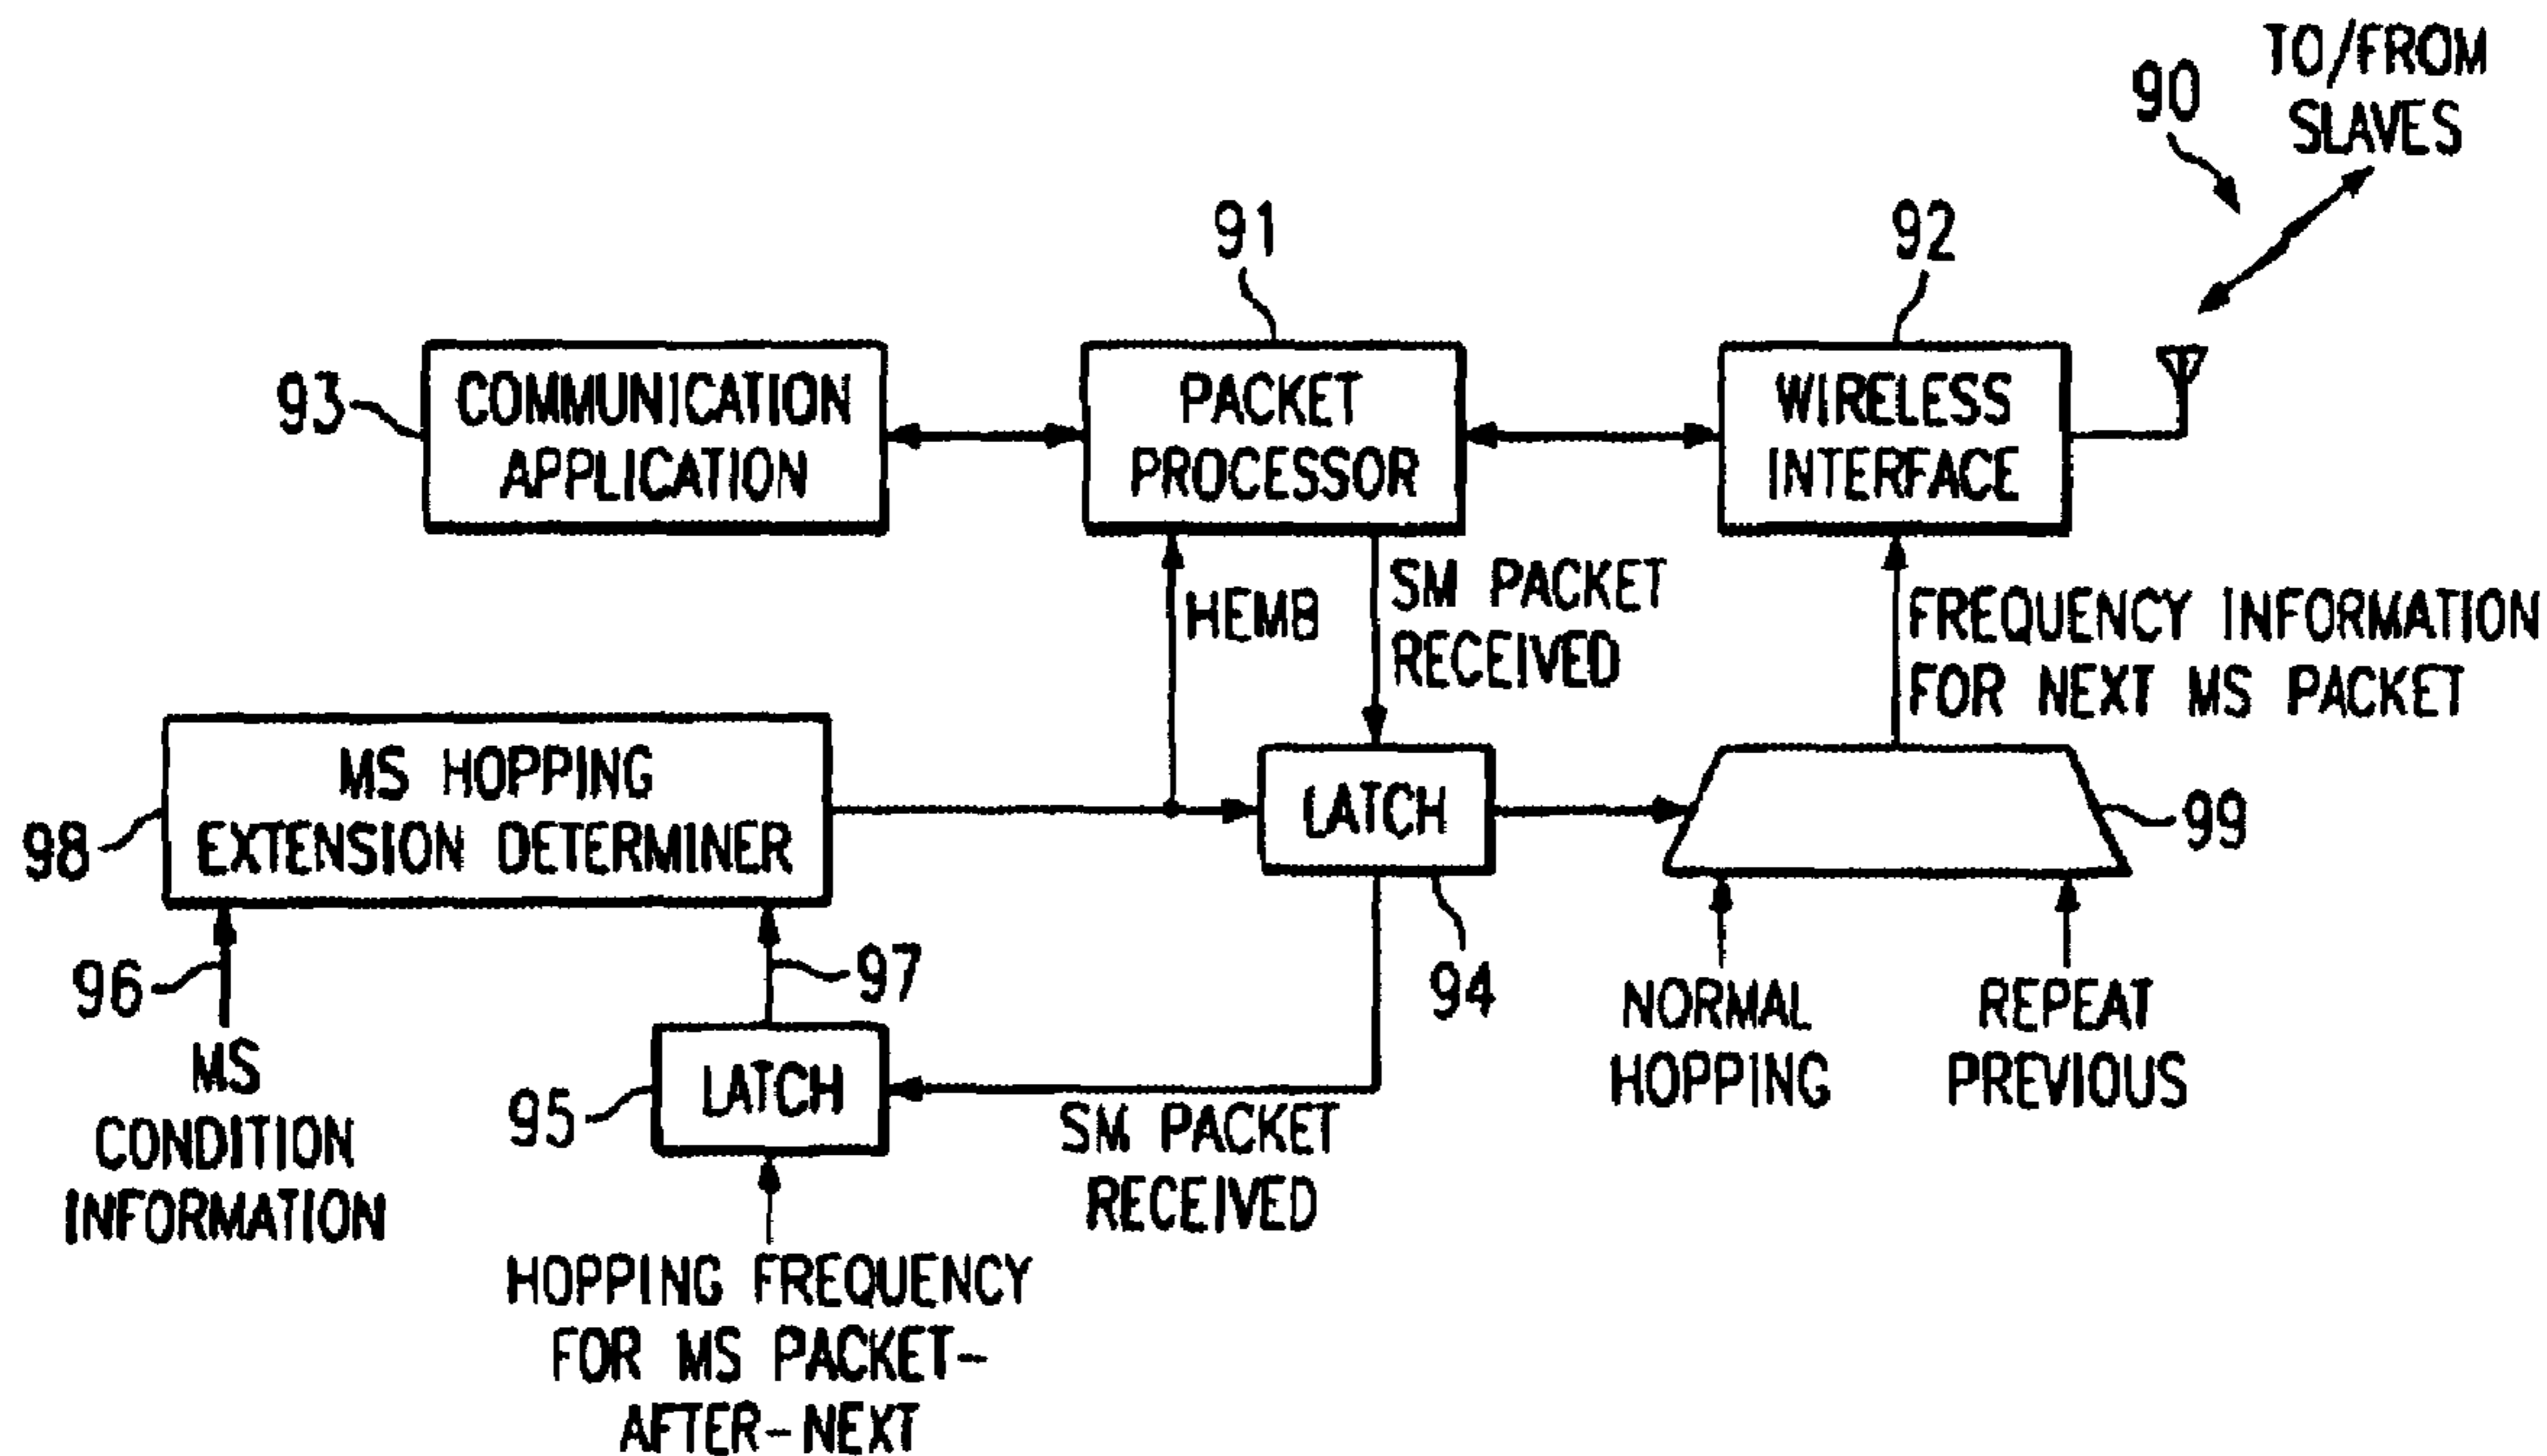 TO/FROM
SLAVES
90
91
92
93
COMMUNICATION
APPLICATION
PACKET
PROCESSOR
WIRELESS
INTERFACE
HEMB
SM PACKET
RECEIVED
FREQUENCY INFORMATION
FOR NEXT MS PACKET
98
MS HOPPING
EXTENSION DETERMINER
LATCH
99
96
97
94
NORMAL
HOPPING
REPEAT
PREVIOUS
MS
CONDITION
INFORMATION
95
LATCH
SM PACKET
RECEIVED
HOPPING FREQUENCY
FOR MS PACKET-
AFTER-NEXT